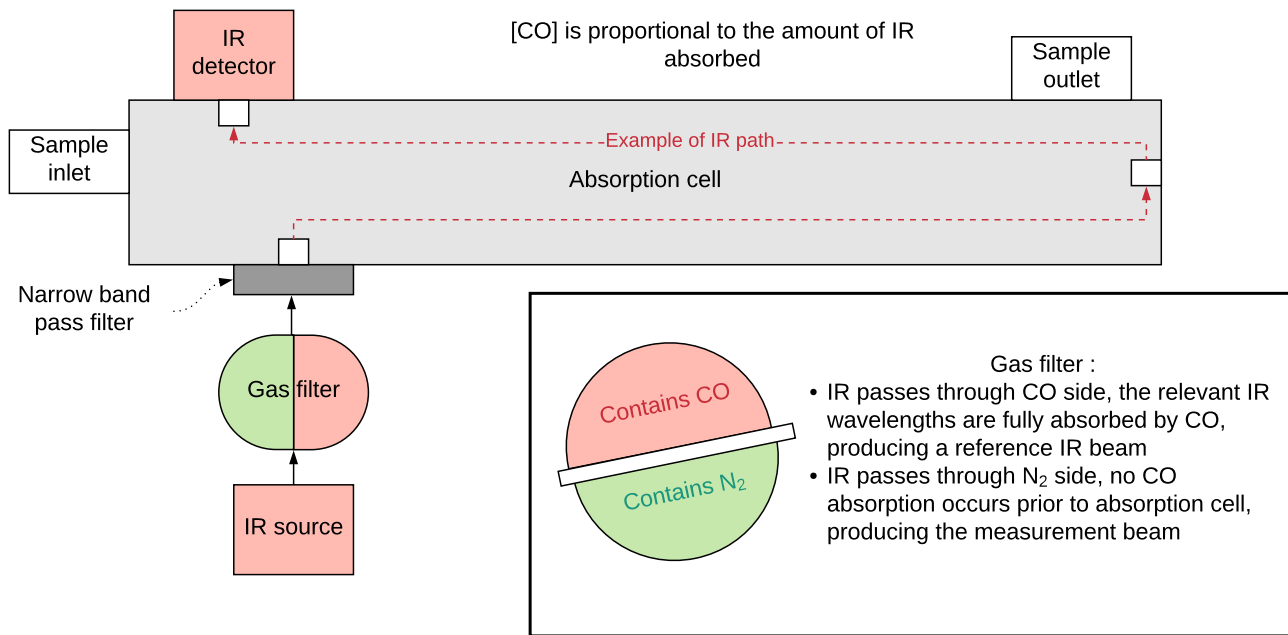 IR
detector
[CO] is proportional to the amount of IR
absorbed
Sample
outlet
Sample
inlet
Example of IR path
Absorption cell
Narrow band
pass filter
Gas filter
IR source
Contains CO
Contains N₂
Gas filter :
• IR passes through CO side, the relevant IR
wavelengths are fully absorbed by CO,
producing a reference IR beam
• IR passes through N₂ side, no CO
absorption occurs prior to absorption cell,
producing the measurement beam